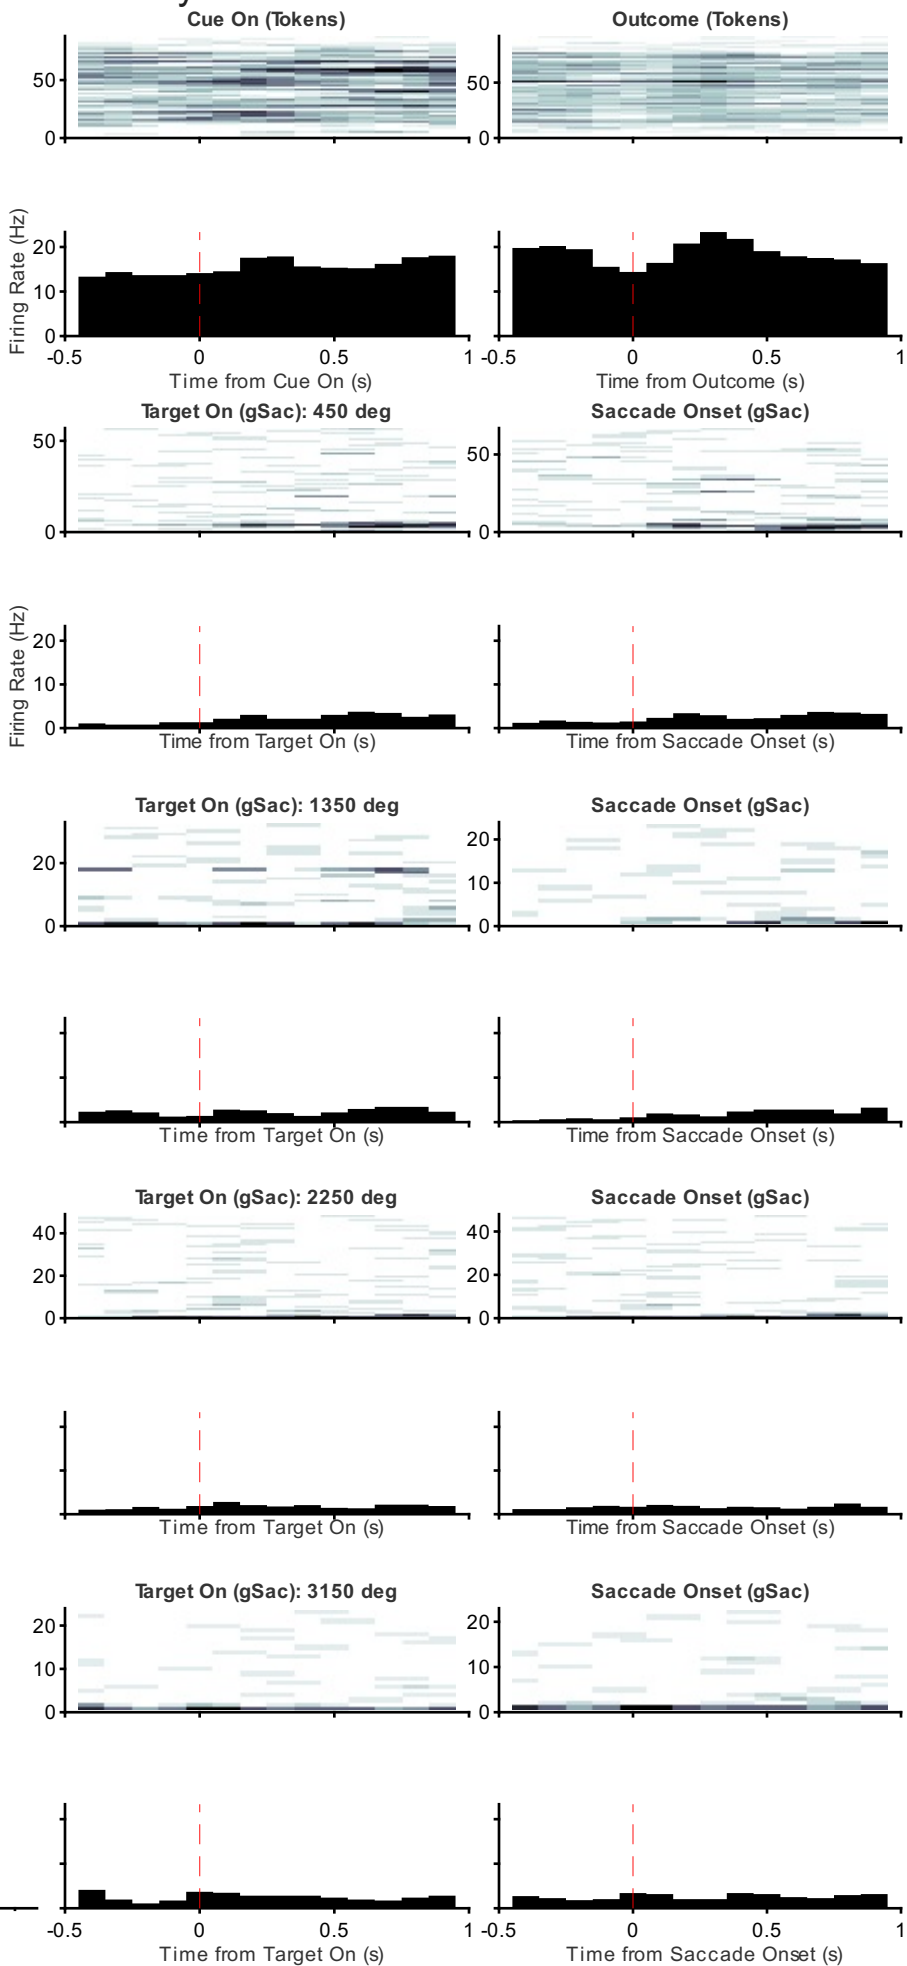 y
Cue On (Tokens) Outcome (Tokens)
50 50
0 0
Firing Rate (Hz)
20 20
10 10
0 0
-0.5 0 0.5 1 -0.5 0 0.5 1
Time from Cue On (s) Time from Outcome (s)
Target On (gSac): 450 deg Saccade Onset (gSac)
50 50
0 0
Firing Rate (Hz)
20
10
0
Time from Target On (s) Time from Saccade Onset (s)
Target On (gSac): 1350 deg Saccade Onset (gSac)
20 20
10
0 0
Time from Target On (s) Time from Saccade Onset (s)
Target On (gSac): 2250 deg Saccade Onset (gSac)
40 40
20 20
0 0
Time from Target On (s) Time from Saccade Onset (s)
Target On (gSac): 3150 deg Saccade Onset (gSac)
20 20
10 10
0 0
-0.5 0 0.5 1 -0.5 0 0.5 1
Time from Target On (s) Time from Saccade Onset (s)